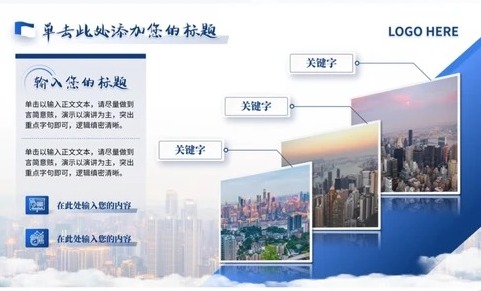 单击此处添加您的标题
LOGO HERE
输入您的标题
单击以输入正文文本，请尽量做到
言简意赅，演示以演讲为主，突出
重点字句即可，逻辑缜密清晰。
单击以输入正文文本，请尽量做到
言简意赅，演示以演讲为主，突出
重点字句即可，逻辑缜密清晰。
在此处输入您的内容
在此处输入您的内容
关键字
关键字
关键字